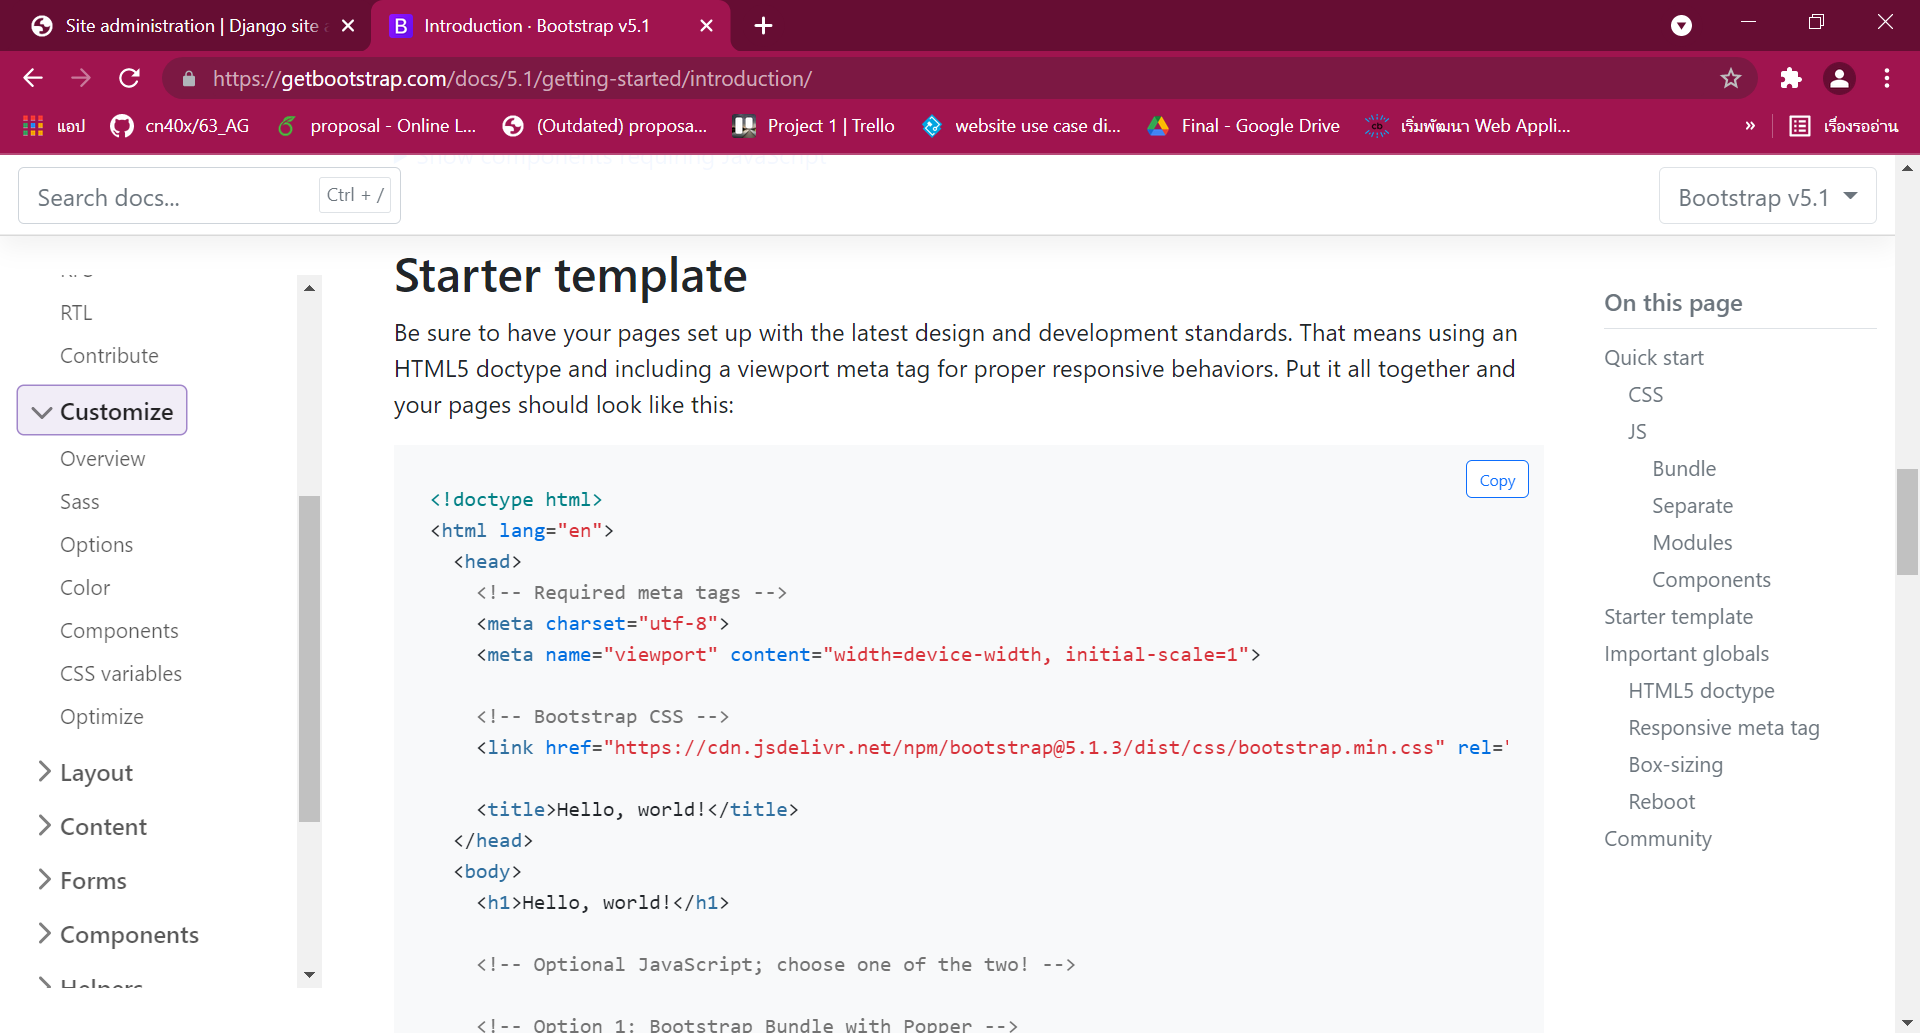 Site administration | Django site a
Introduction · Bootstrap v5.1
https://getbootstrap.com/docs/5.1/getting-started/introduction/
แอป
cn40x/63_AG
proposal - Online L...
(Outdated) proposa...
Project 1 | Trello
website use case di...
Final - Google Drive
เริ่มพัฒนา Web Appli...
»
เรื่องรออ่าน
Show components requiring JavaScript
Search docs...
Ctrl + /
Bootstrap v5.1
RTL
Contribute
Customize
Overview
Sass
Options
Color
Components
CSS variables
Optimize
Layout
Content
Forms
Components
Helpers
Starter template
Be sure to have your pages set up with the latest design and development standards. That means using an
HTML5 doctype and including a viewport meta tag for proper responsive behaviors. Put it all together and
your pages should look like this:
Copy
<!doctype html>
<html lang="en">
<head>
<!-- Required meta tags -->
<meta charset="utf-8">
<meta name="viewport" content="width=device-width, initial-scale=1">
<!-- Bootstrap CSS -->
<link href="https://cdn.jsdelivr.net/npm/bootstrap@5.1.3/dist/css/bootstrap.min.css" rel='
<title>Hello, world!</title>
</head>
<body>
<h1>Hello, world!</h1>
<!-- Optional JavaScript; choose one of the two! -->
<!-- Option 1: Bootstrap Bundle with Popper -->
On this page
Quick start
CSS
JS
Bundle
Separate
Modules
Components
Starter template
Important globals
HTML5 doctype
Responsive meta tag
Box-sizing
Reboot
Community